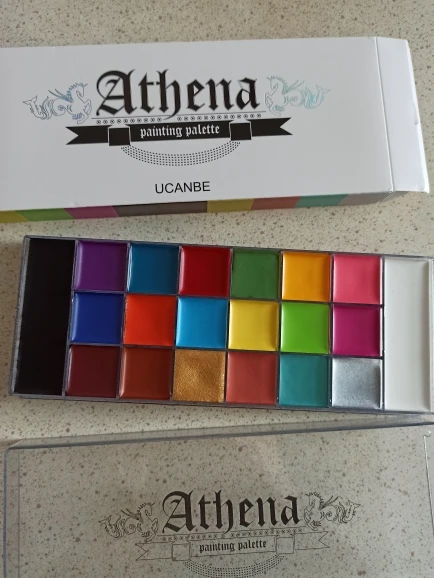 Athena
painting palette
UCANBE
Athena
painting palette